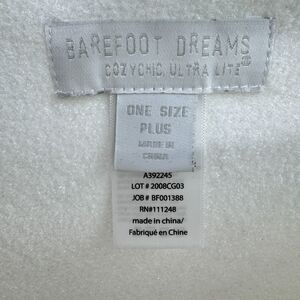 BAREFOOT DREAMS
COZYCHIC ULTRA LITE®
ONE SIZE
PLUS
MADE IN
CHINA
A392245
LOT # 2008CG03
JOB # BF001388
RN#111248
made in china/
Fabriqué en Chine